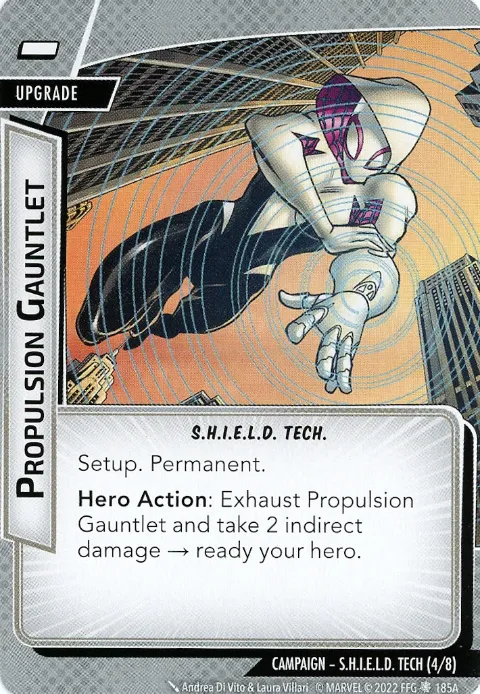 UPGRADE
PROPULSION GAUNTLET
S.H.I.E.L.D. TECH.
Setup. Permanent.
Hero Action: Exhaust Propulsion
Gauntlet and take 2 indirect
damage → ready your hero.
CAMPAIGN – S.H.I.E.L.D. TECH (4/8)
Andrea Di Vito & Laura Villari © MARVEL © 2022 FFG 185A